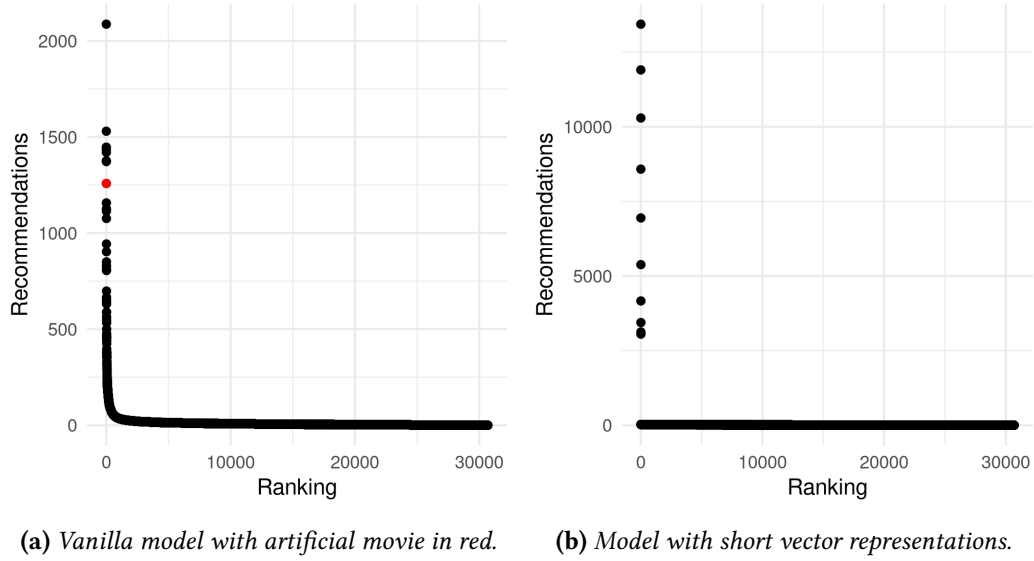 2000
1500
1000
500
0
Recommendations
0 10000 20000 30000
Ranking
(a) Vanilla model with artificial movie in red.
10000
5000
0
Recommendations
0 10000 20000 30000
Ranking
(b) Model with short vector representations.